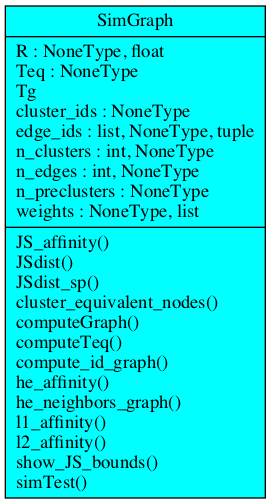 SimGraph
R : NoneType, float
Teq : NoneType
Tg
cluster_ids : NoneType
edge_ids : list, NoneType, tuple
n_clusters : int, NoneType
n_edges : int, NoneType
n_preclusters : NoneType
weights : NoneType, list
JS_affinity()
JSdist()
JSdist_sp()
cluster_equivalent_nodes()
computeGraph()
computeTeq()
compute_id_graph()
he_affinity()
he_neighbors_graph()
l1_affinity()
l2_affinity()
show_JS_bounds()
simTest()